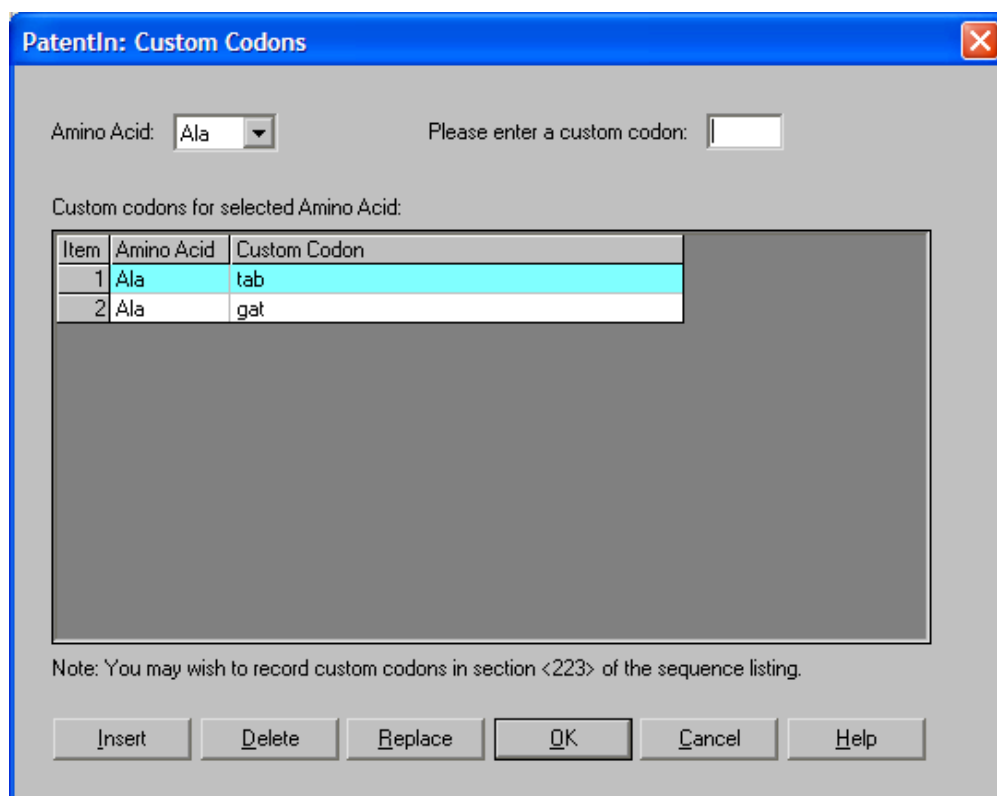 PatentIn: Custom Codons
Amino Acid: Ala Please enter a custom codon:
Custom codons for selected Amino Acid:
Item Amino Acid Custom Codon
1 Ala tab
2 Ala gat
Note: You may wish to record custom codons in section <223> of the sequence listing.
Insert Delete Replace OK Cancel Help